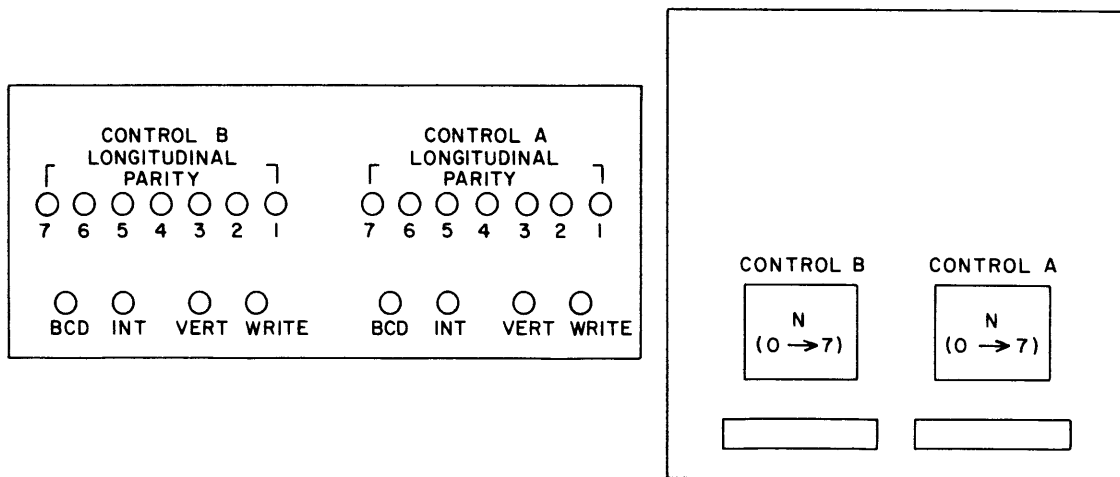 CONTROL B
LONGITUDINAL
PARITY
7 6 5 4 3 2 1
BCD INT VERT WRITE
CONTROL A
LONGITUDINAL
PARITY
7 6 5 4 3 2 1
BCD INT VERT WRITE
CONTROL B
N
(0 → 7)
CONTROL A
N
(0 → 7)